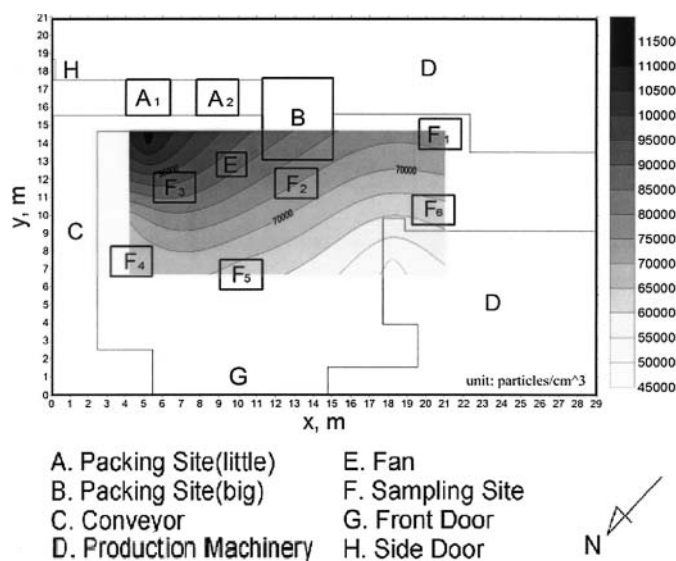 21
20
19
18
17
16
15
14
13
12
11
10
9
8
7
6
5
4
3
2
1
0
y, m
H
D
A1
A2
B
F1
E
F3
F2
70000
70000
F6
C
F4
F5
D
G
unit: particles/cm^3
0 1 2 3 4 5 6 7 8 9 10 11 12 13 14 15 16 17 18 19 20 21 22 23 24 25 26 27 28 29
x, m
11500
11000
10500
10000
95000
90000
85000
80000
75000
70000
65000
60000
55000
50000
45000
A. Packing Site(little)
B. Packing Site(big)
C. Conveyor
D. Production Machinery
E. Fan
F. Sampling Site
G. Front Door
H. Side Door
N